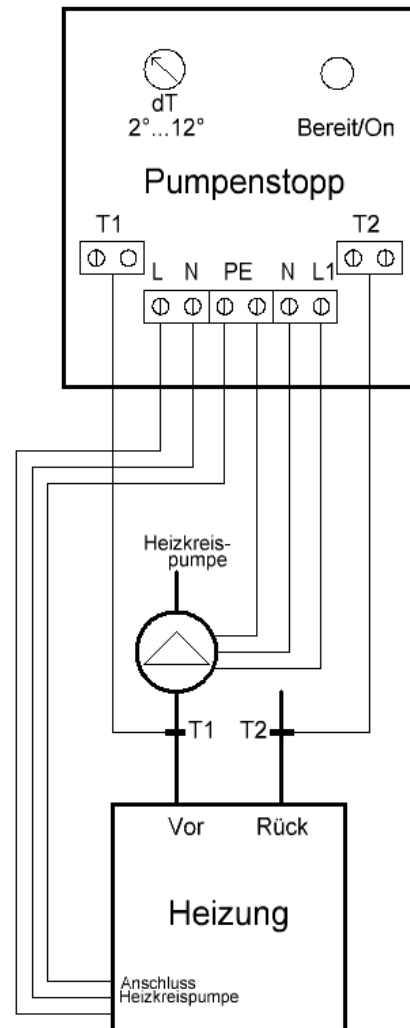 dT
2°...12°
Bereit/On
Pumpenstopp
T1
T2
L N PE N L1
Heizkreis-
pumpe
T1
T2
Vor
Rück
Heizung
Anschluss
Heizkreispumpe